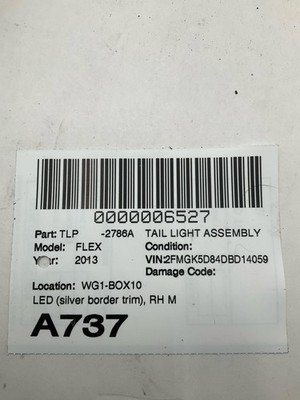 0000006527
Part: TLP -2786A TAIL LIGHT ASSEMBLY
Model: FLEX Condition:
Year: 2013 VIN:2FMGK5D84DBD14059
Damage Code:
Location: WG1-BOX10
LED (silver border trim), RH M
A737